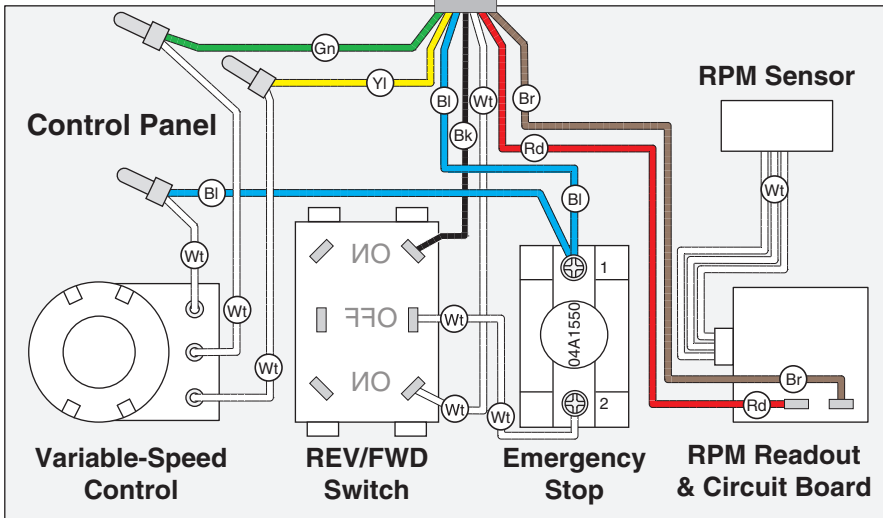 Gn
Yl
Bl
Wt
Br
Bk
Rd
RPM Sensor
Control Panel
Bl
Bl
Wt
Wt
ON
1
Wt
Wt
OFF
Wt
04A1550
Wt
ON
Br
Wt
Wt
2
Rd
Variable-Speed
Control
REV/FWD
Switch
Emergency
Stop
RPM Readout
& Circuit Board